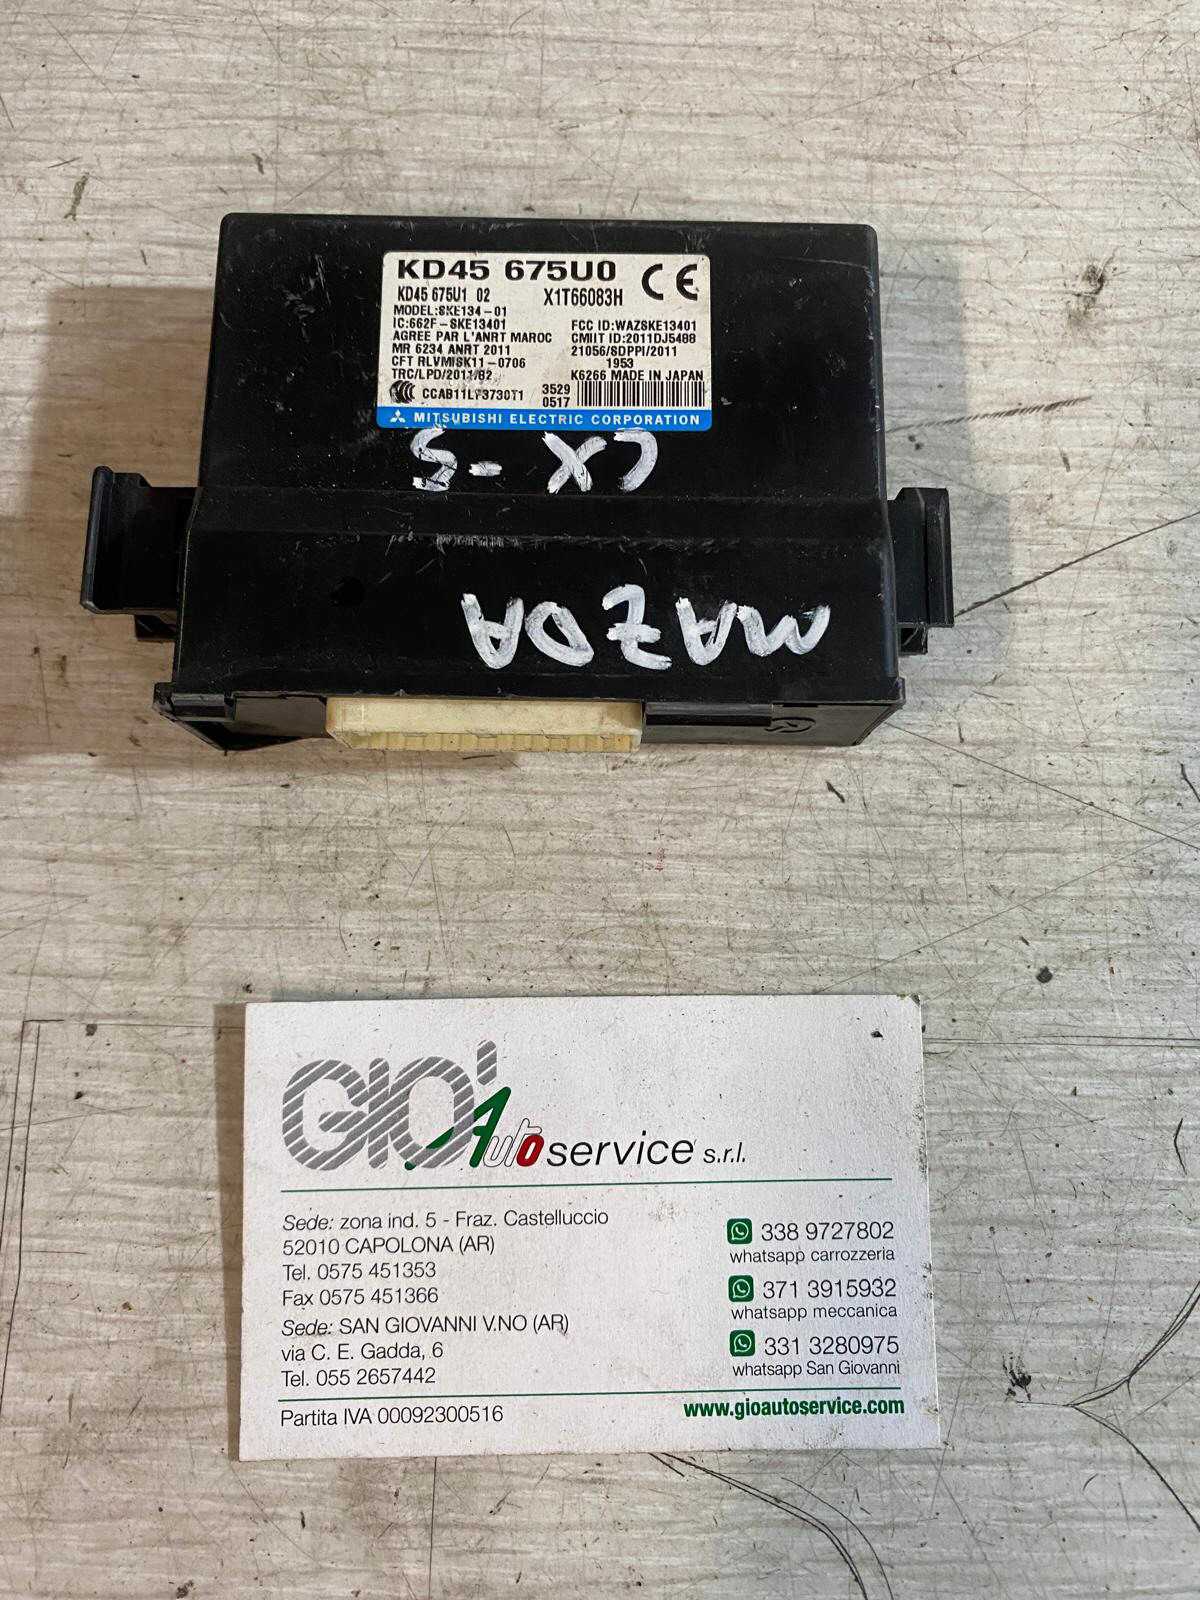 KD45 675U0 CE
KD45 675U1 02 X1T66083H
MODEL:SKE134-01
IC:662F-SKE13401 FCC ID:WAZSKE13401
AGREE PAR L'ANRT MAROC CMIIT ID:2011DJ5488
MR 6234 ANRT 2011 21056/SDPPI/2011
CFT RLVMISK11-0706 1953
TRC/LPD/2011/82 K6266 MADE IN JAPAN
CCAB11LY3730T1 3529
0517
MITSUBISHI ELECTRIC CORPORATION
MAZDA
CX-5
GIO' Autoservice s.r.l.
Sede: zona ind. 5 - Fraz. Castelluccio
52010 CAPOLONA (AR)
Tel. 0575 451353
Fax 0575 451366
Sede: SAN GIOVANNI V.NO (AR)
via C. E. Gadda, 6
Tel. 055 2657442
Partita IVA 00092300516
338 9727802
whatsapp carrozzeria
371 3915932
whatsapp meccanica
331 3280975
whatsapp San Giovanni
www.gioautoservice.com